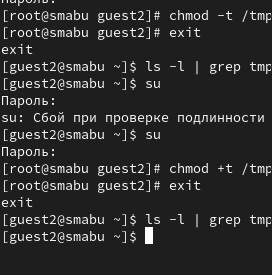 Пароль:
[root@smabu guest2]# chmod -t /tmp
[root@smabu guest2]# exit
exit
[guest2@smabu ~]$ ls -l | grep tmp
[guest2@smabu ~]$ su
Пароль:
su: Сбой при проверке подлинности
[guest2@smabu ~]$ su
Пароль:
[root@smabu guest2]# chmod +t /tmp
[root@smabu guest2]# exit
exit
[guest2@smabu ~]$ ls -l | grep tmp
[guest2@smabu ~]$